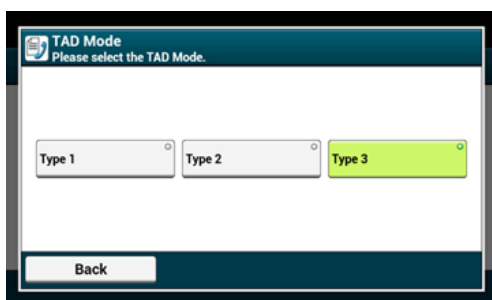 TAD Mode
Please select the TAD Mode.
Type 1
Type 2
Type 3
Back